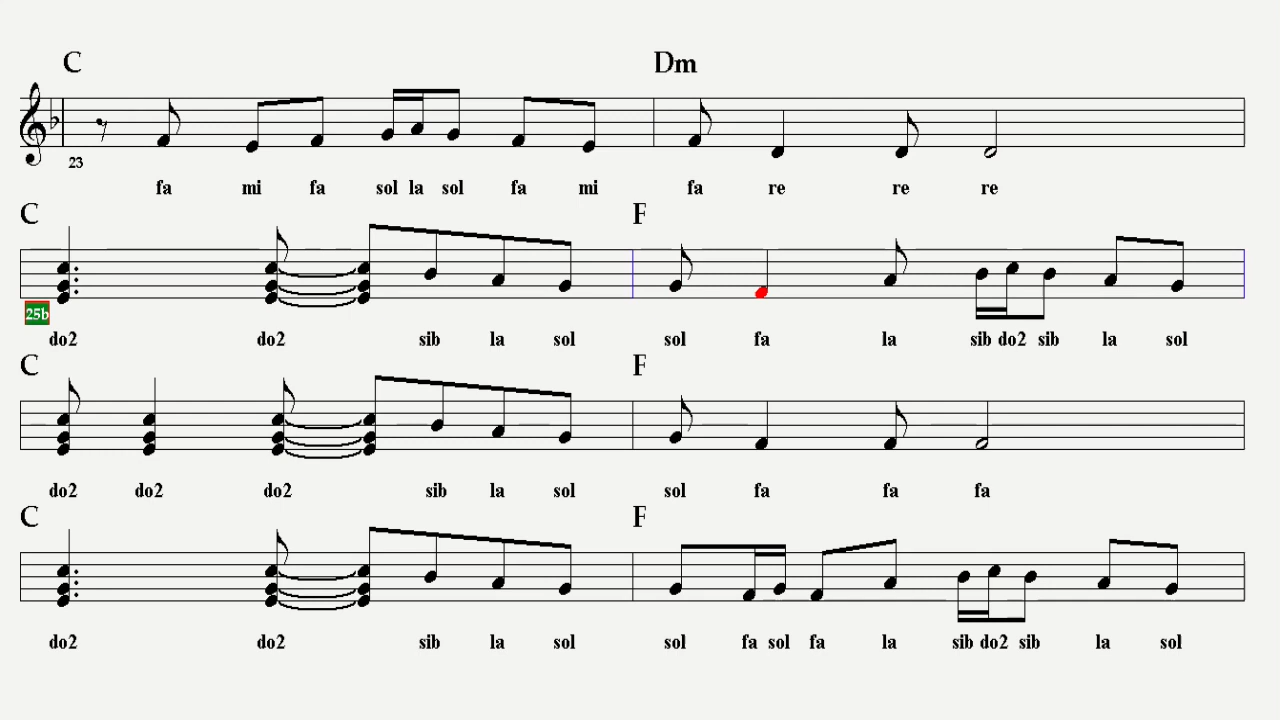 C Dm
23
fa mi fa sol la sol fa mi fa re re re
C F
25b
do2 do2 sib la sol sol fa la sib do2 sib la sol
C F
do2 do2 do2 sib la sol sol fa fa fa
C F
do2 do2 sib la sol sol fa sol fa la sib do2 sib la sol